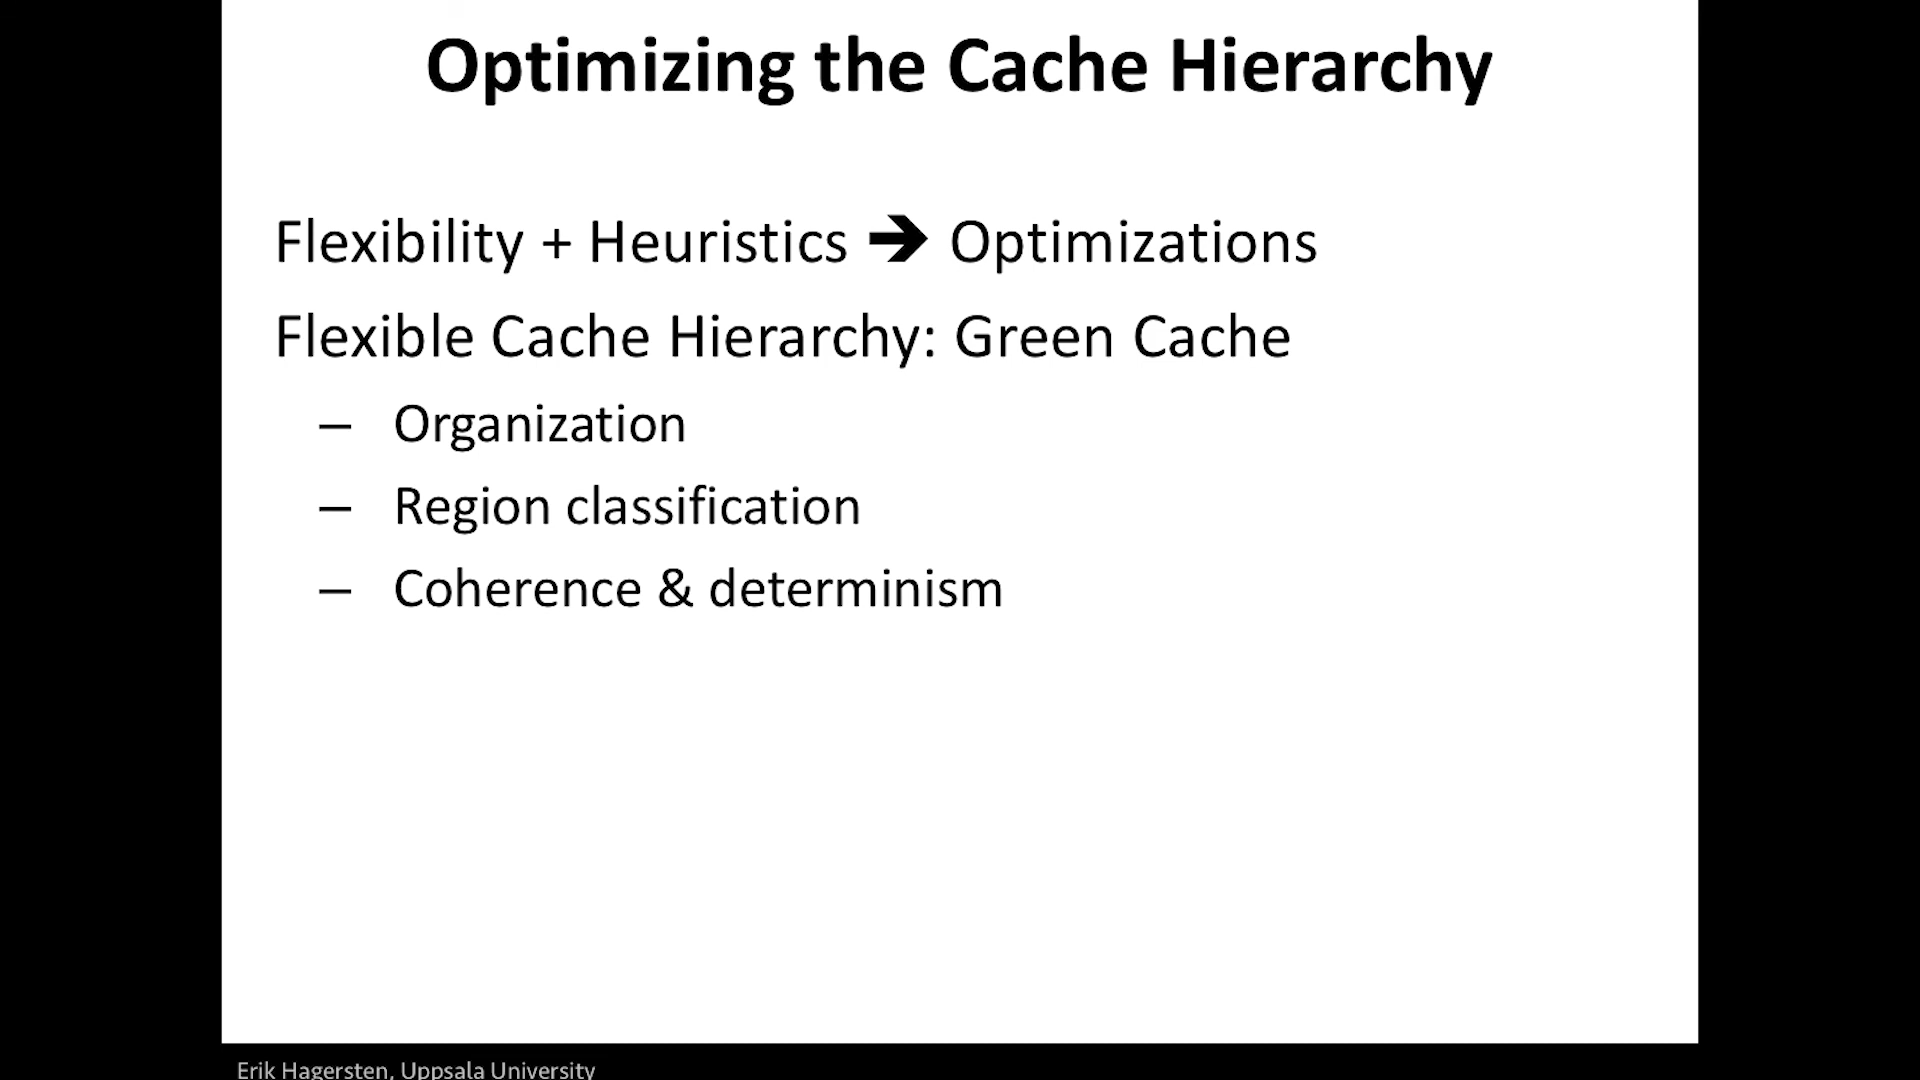 Optimizing the Cache Hierarchy
Flexibility + Heuristics 🡺 Optimizations
Flexible Cache Hierarchy: Green Cache
– Organization
– Region classification
– Coherence & determinism
Erik Hagersten, Uppsala University